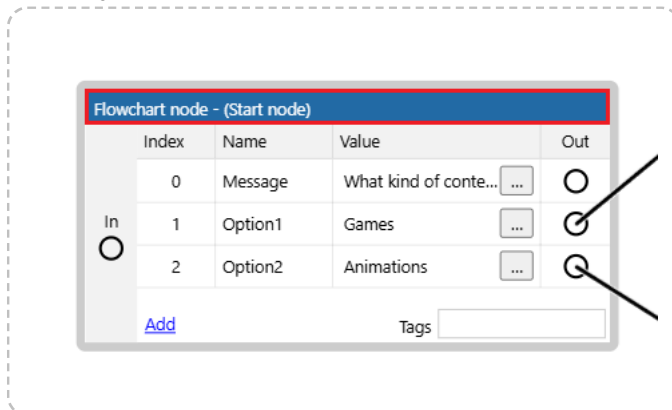 Flowchart node - (Start node)
Index Name Value Out
0 Message What kind of conte... ...
In
1 Option1 Games ...
2 Option2 Animations ...
Add Tags